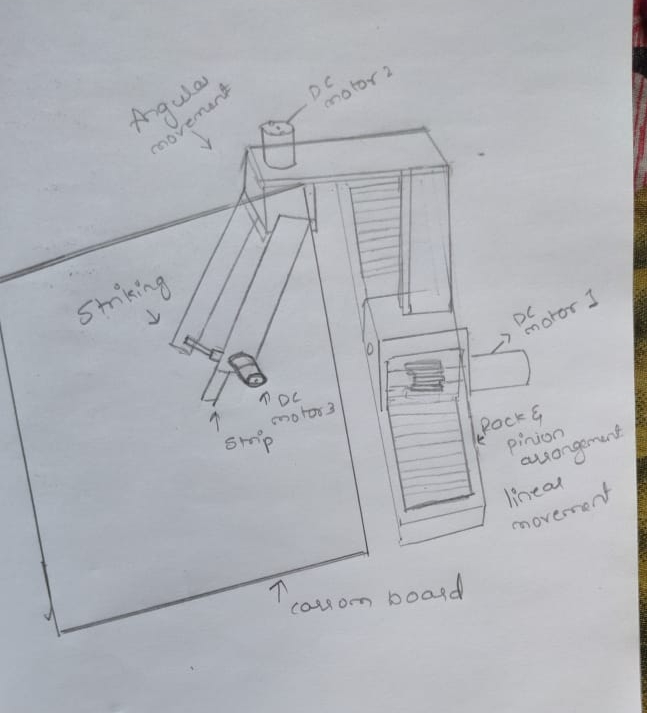 Angular
movement
DC
motor 2
Striking
DC
motor 1
DC
motor 3
Strip
Rack &
pinion
arrangement
linear
movement
carrom board